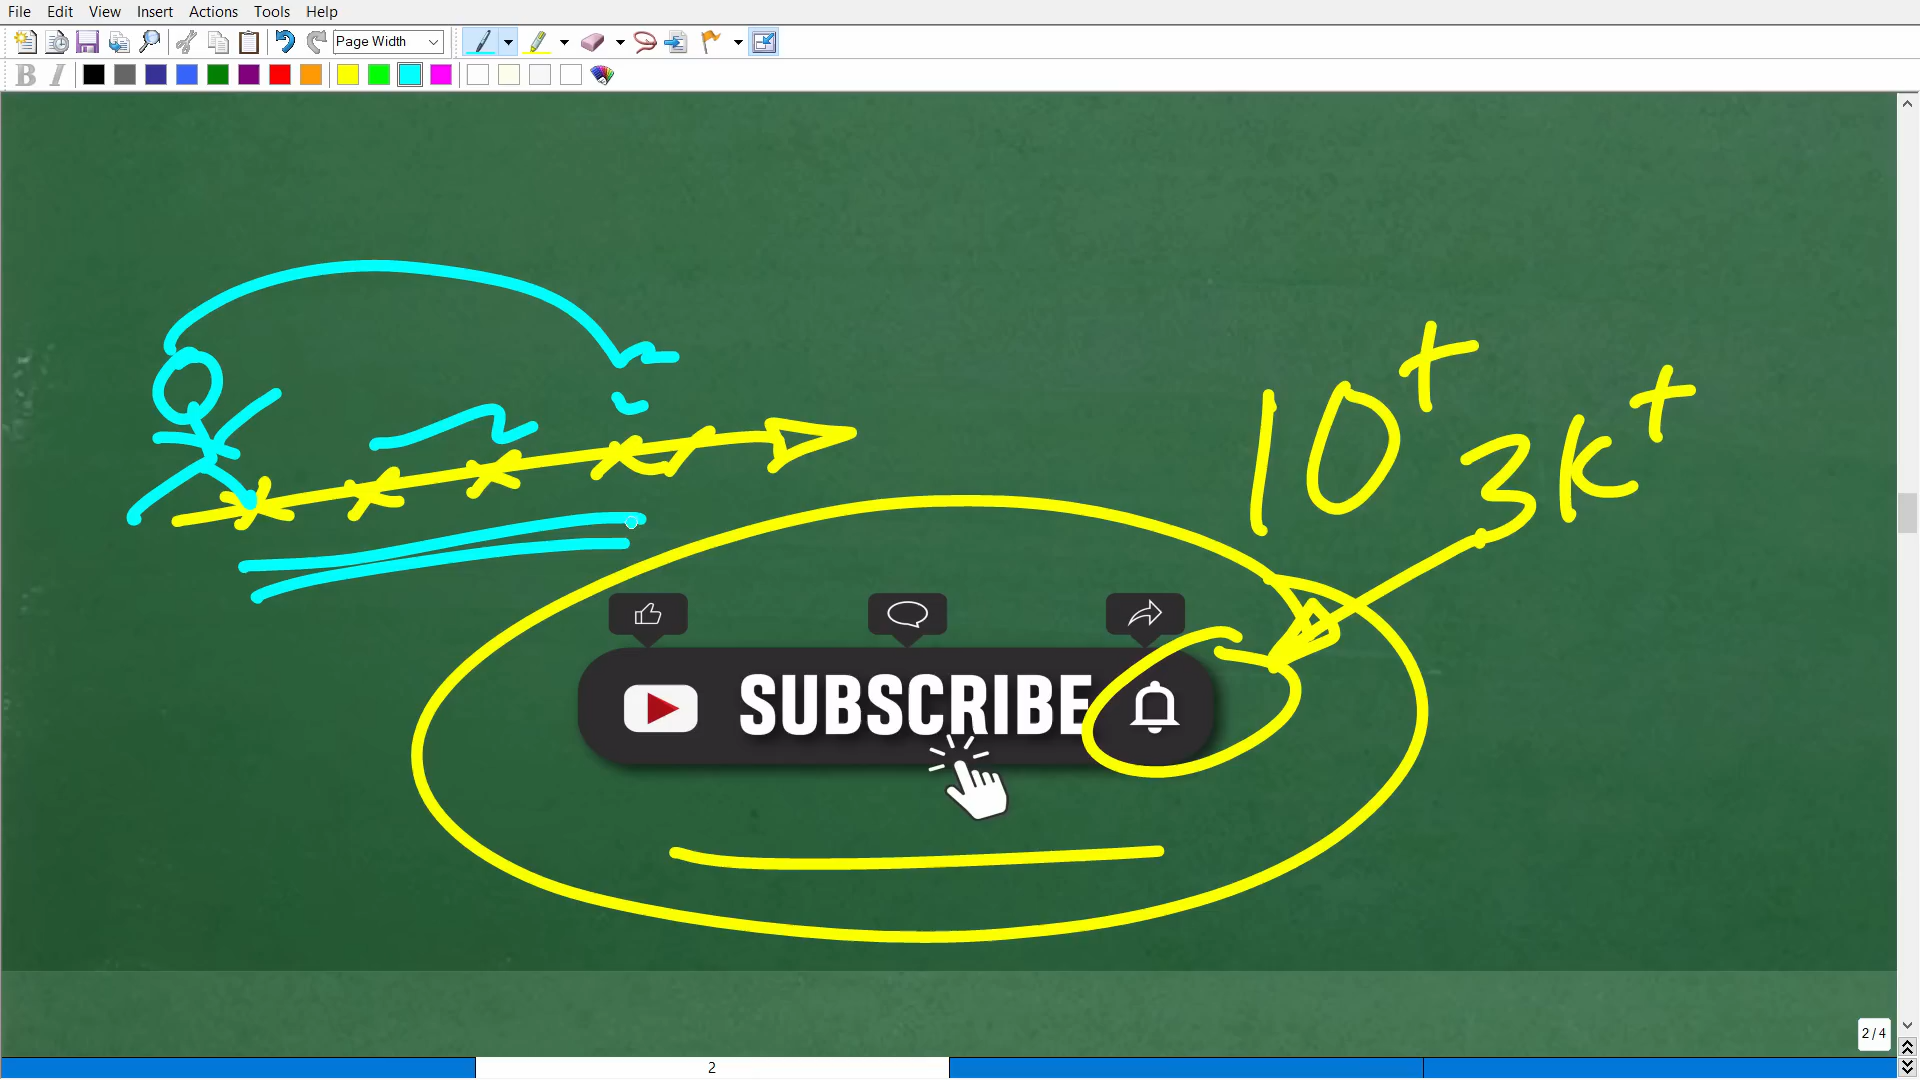 File Edit View Insert Actions Tools Help
Page Width
B I
10+
3K+
SUBSCRIBE
2 / 4
2